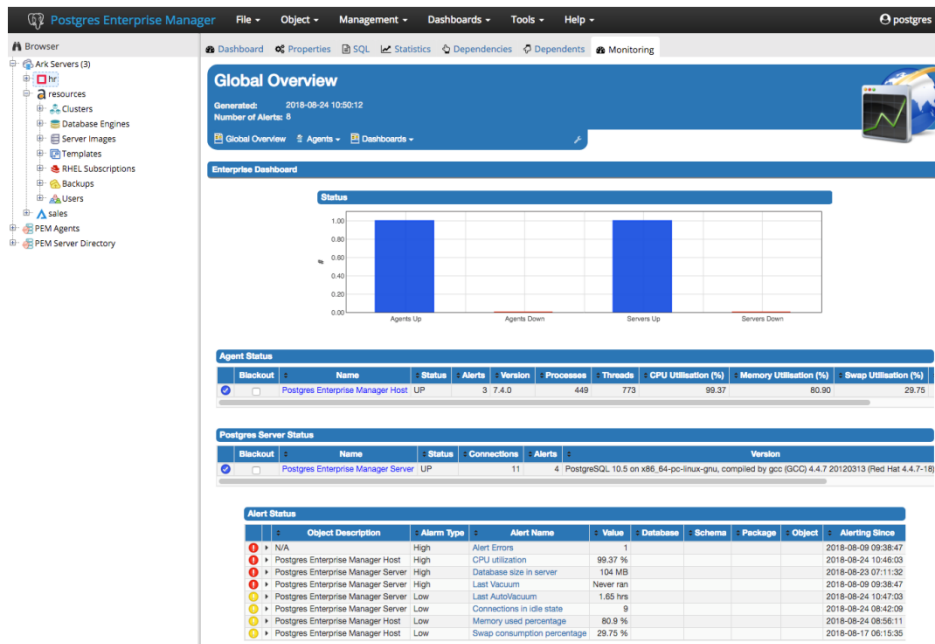 Postgres Enterprise Manager File Object Management Dashboards Tools Help postgres
Browser
Dashboard Properties SQL Statistics Dependencies Dependents Monitoring
Ark Servers (3)
hr
resources
Clusters
Database Engines
Server Images
Templates
RHEL Subscriptions
Backups
Users
sales
PEM Agents
PEM Server Directory
Global Overview
Generated: 2018-08-24 10:50:12
Number of Alerts: 8
Global Overview Agents Dashboards
Enterprise Dashboard
Status
1.00
0.80
0.60
0.40
0.20
0.00
#
Agents Up Agents Down Servers Up Servers Down
Agent Status
Blackout Name Status Alerts Version Processes Threads CPU Utilisation (%) Memory Utilisation (%) Swap Utilisation (%)
Postgres Enterprise Manager Host UP 3 7.4.0 449 773 99.37 80.90 29.75
Postgres Server Status
Blackout Name Status Connections Alerts Version
Postgres Enterprise Manager Server UP 11 4 PostgreSQL 10.5 on x86_64-pc-linux-gnu, compiled by gcc (GCC) 4.4.7 20120313 (Red Hat 4.4.7-18)
Alert Status
Object Description Alarm Type Alert Name Value Database Schema Package Object Alerting Since
N/A High Alert Errors 1 2018-08-09 09:38:47
Postgres Enterprise Manager Host High CPU utilization 99.37 % 2018-08-24 10:46:03
Postgres Enterprise Manager Server High Database size in server 104 MB 2018-08-23 07:11:32
Postgres Enterprise Manager Server High Last Vacuum Never ran 2018-08-09 09:38:47
Postgres Enterprise Manager Server Low Last AutoVacuum 1.65 hrs 2018-08-24 10:47:03
Postgres Enterprise Manager Server Low Connections in idle state 9 2018-08-24 08:42:09
Postgres Enterprise Manager Host Low Memory used percentage 80.9 % 2018-08-24 08:56:11
Postgres Enterprise Manager Host Low Swap consumption percentage 29.75 % 2018-08-17 06:15:35